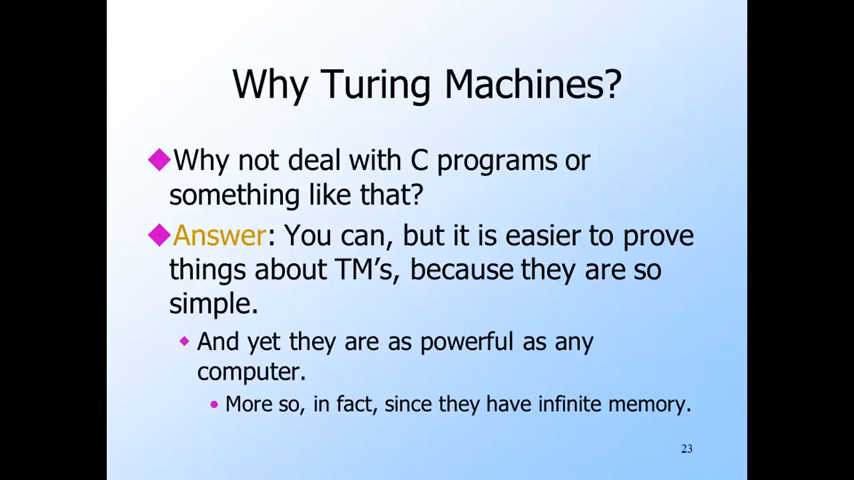 Why Turing Machines?
Why not deal with C programs or
something like that?
Answer: You can, but it is easier to prove
things about TM’s, because they are so
simple.
And yet they are as powerful as any
computer.
More so, in fact, since they have infinite memory.
23